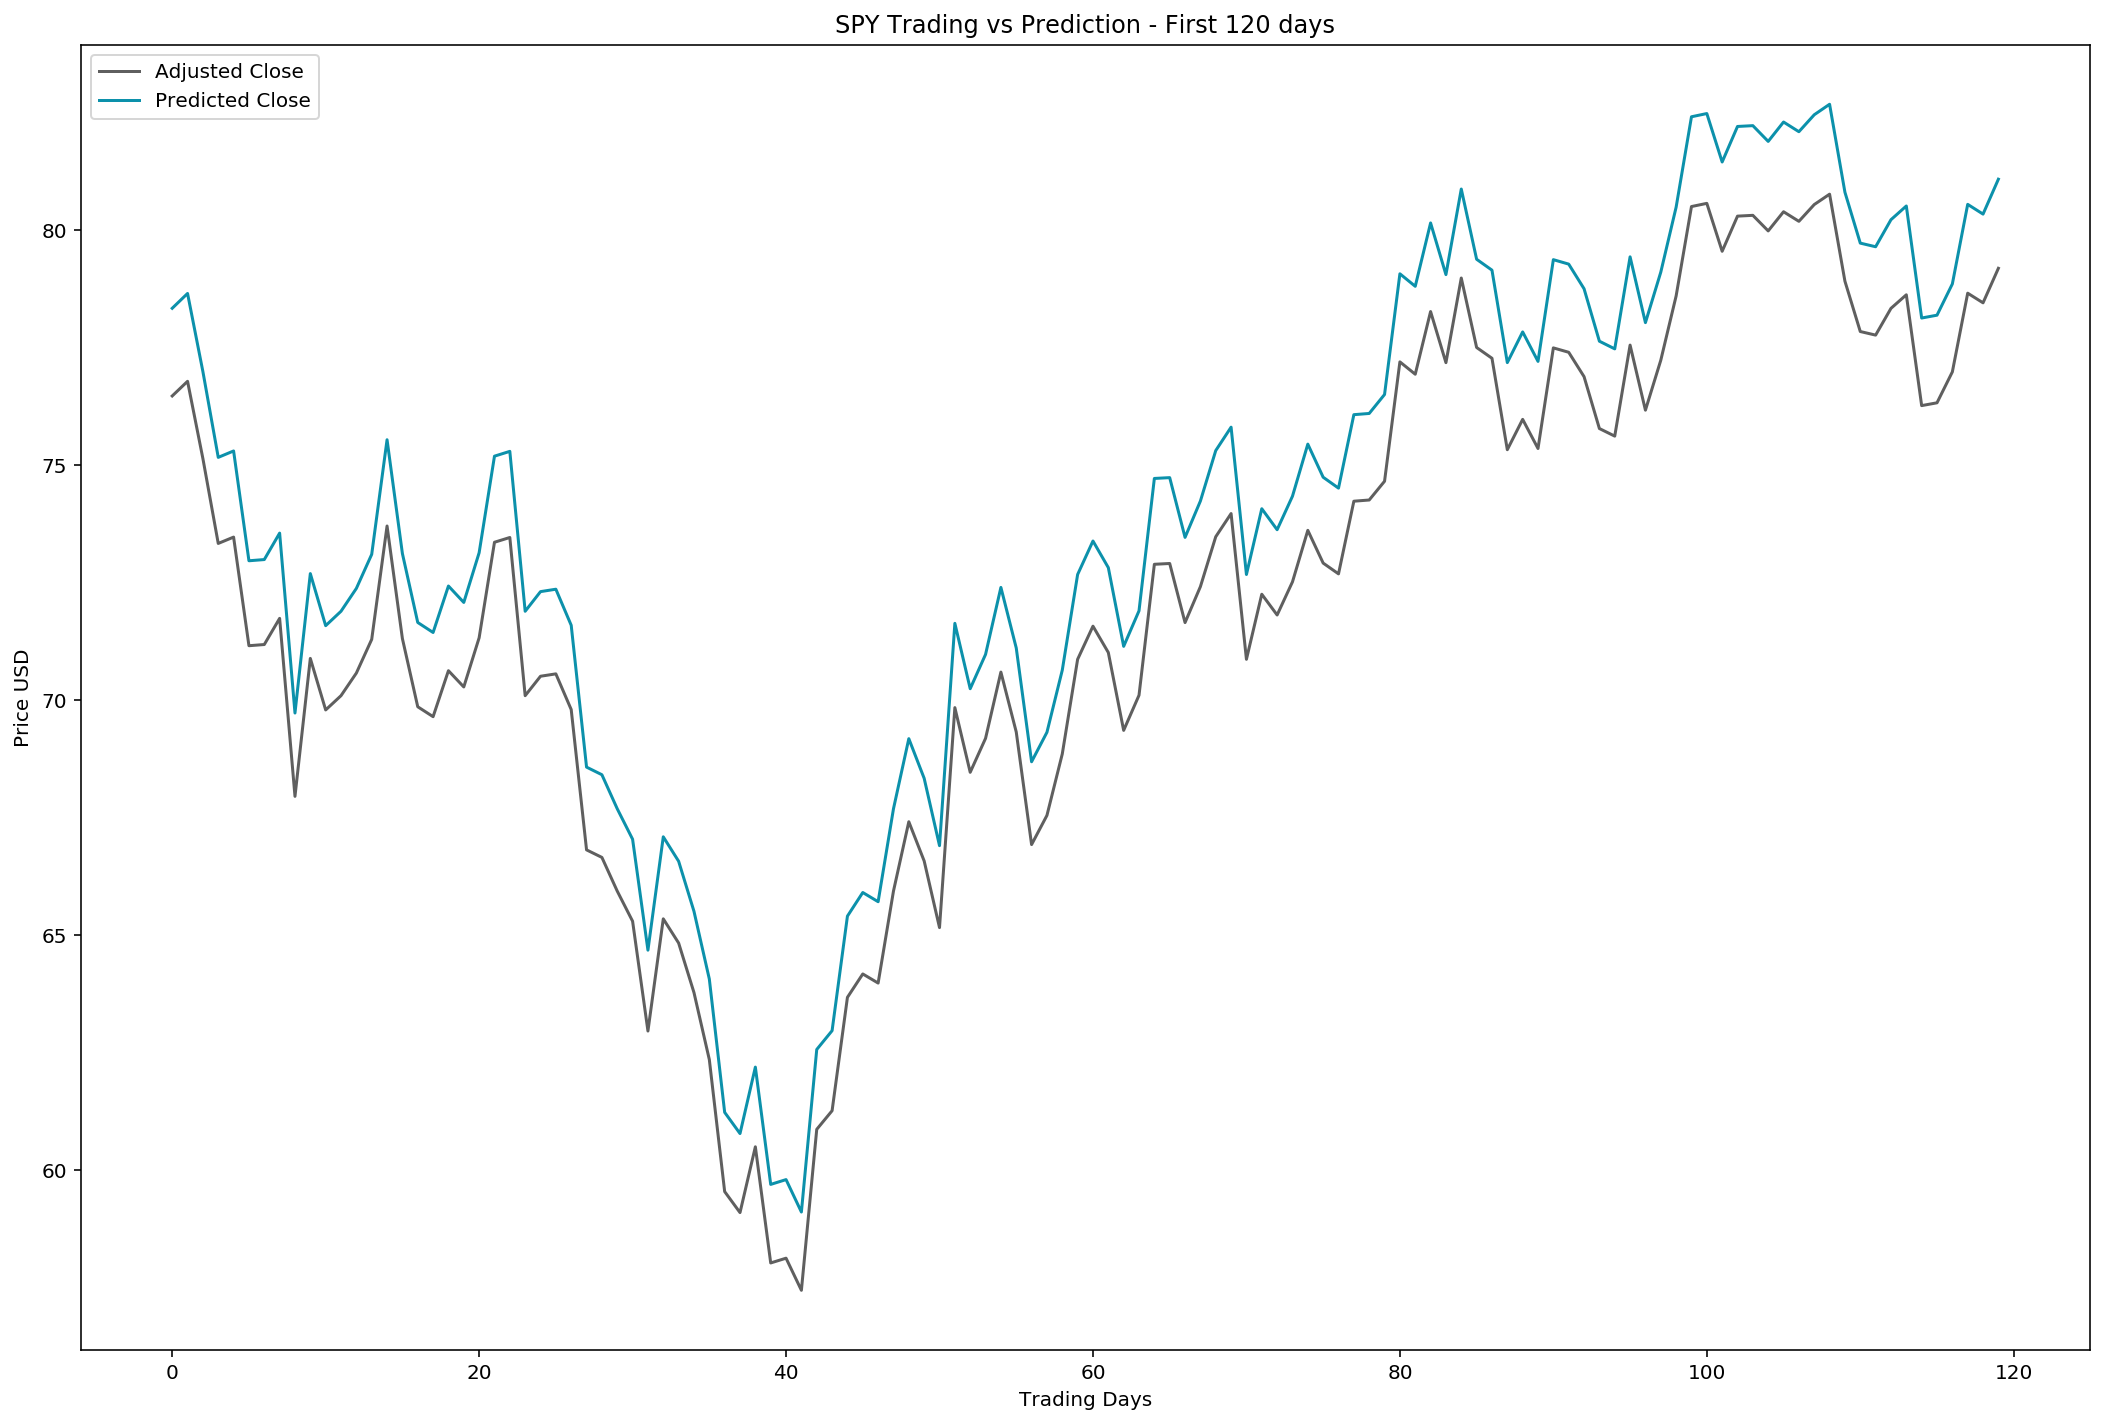 SPY Trading vs Prediction - First 120 days
Adjusted Close
Predicted Close
Price USD
80
75
70
65
60
0 20 40 60 80 100 120
Trading Days